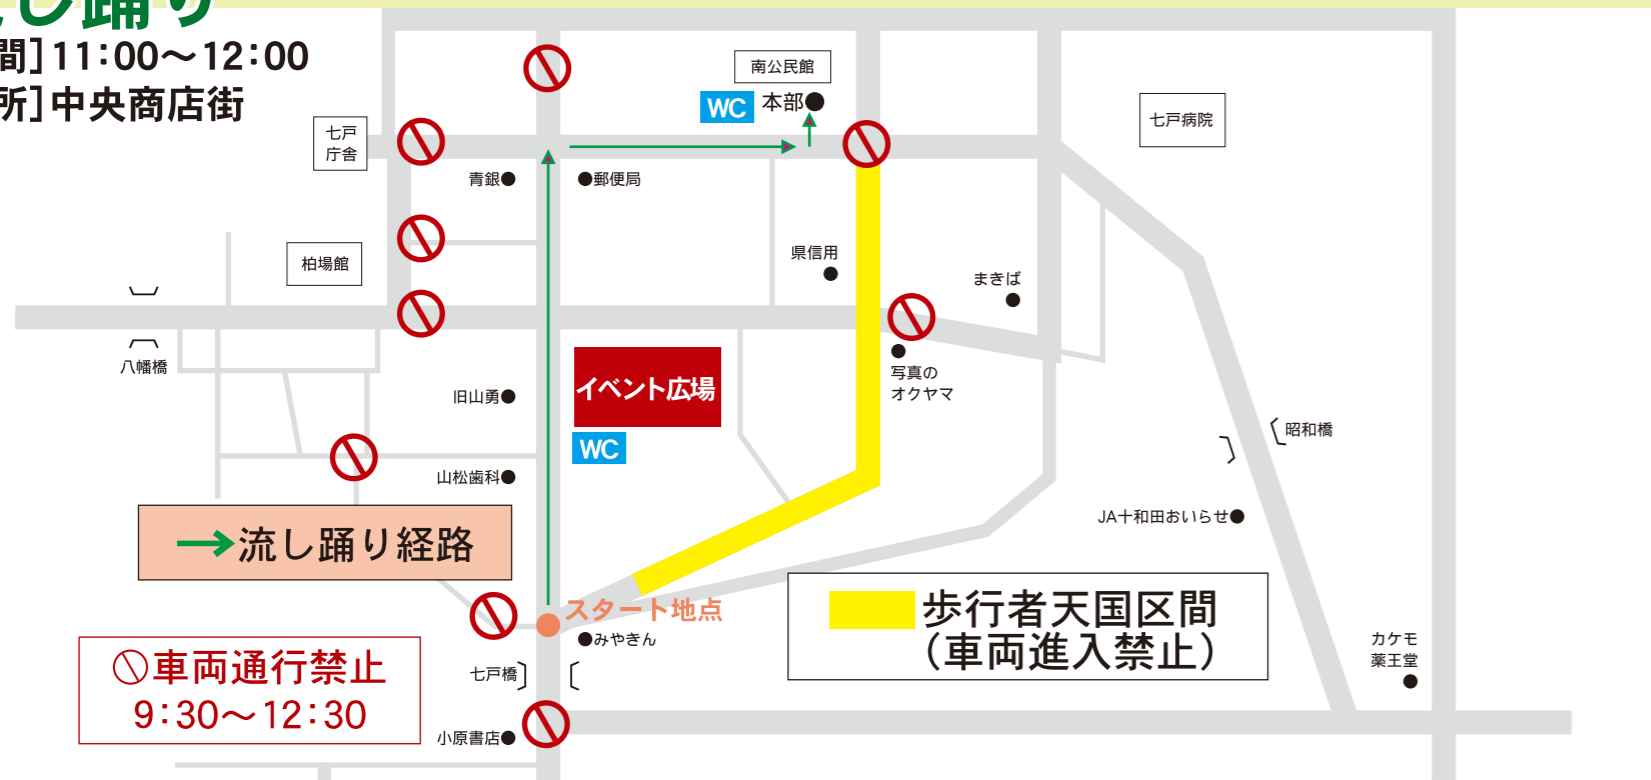 し踊り
間]11:00〜12:00
所]中央商店街
南公民館
WC 本部
七戸
庁舎
七戸病院
青銀
郵便局
県信用
柏場館
まきば
八幡橋
写真の
オクヤマ
イベント広場
旧山勇
WC
昭和橋
山松歯科
JA十和田おいらせ
→流し踊り経路
スタート地点
歩行者天国区間
(車両進入禁止)
みやきん
カケモ
薬王堂
車両通行禁止
9:30〜12:30
七戸橋
小原書店